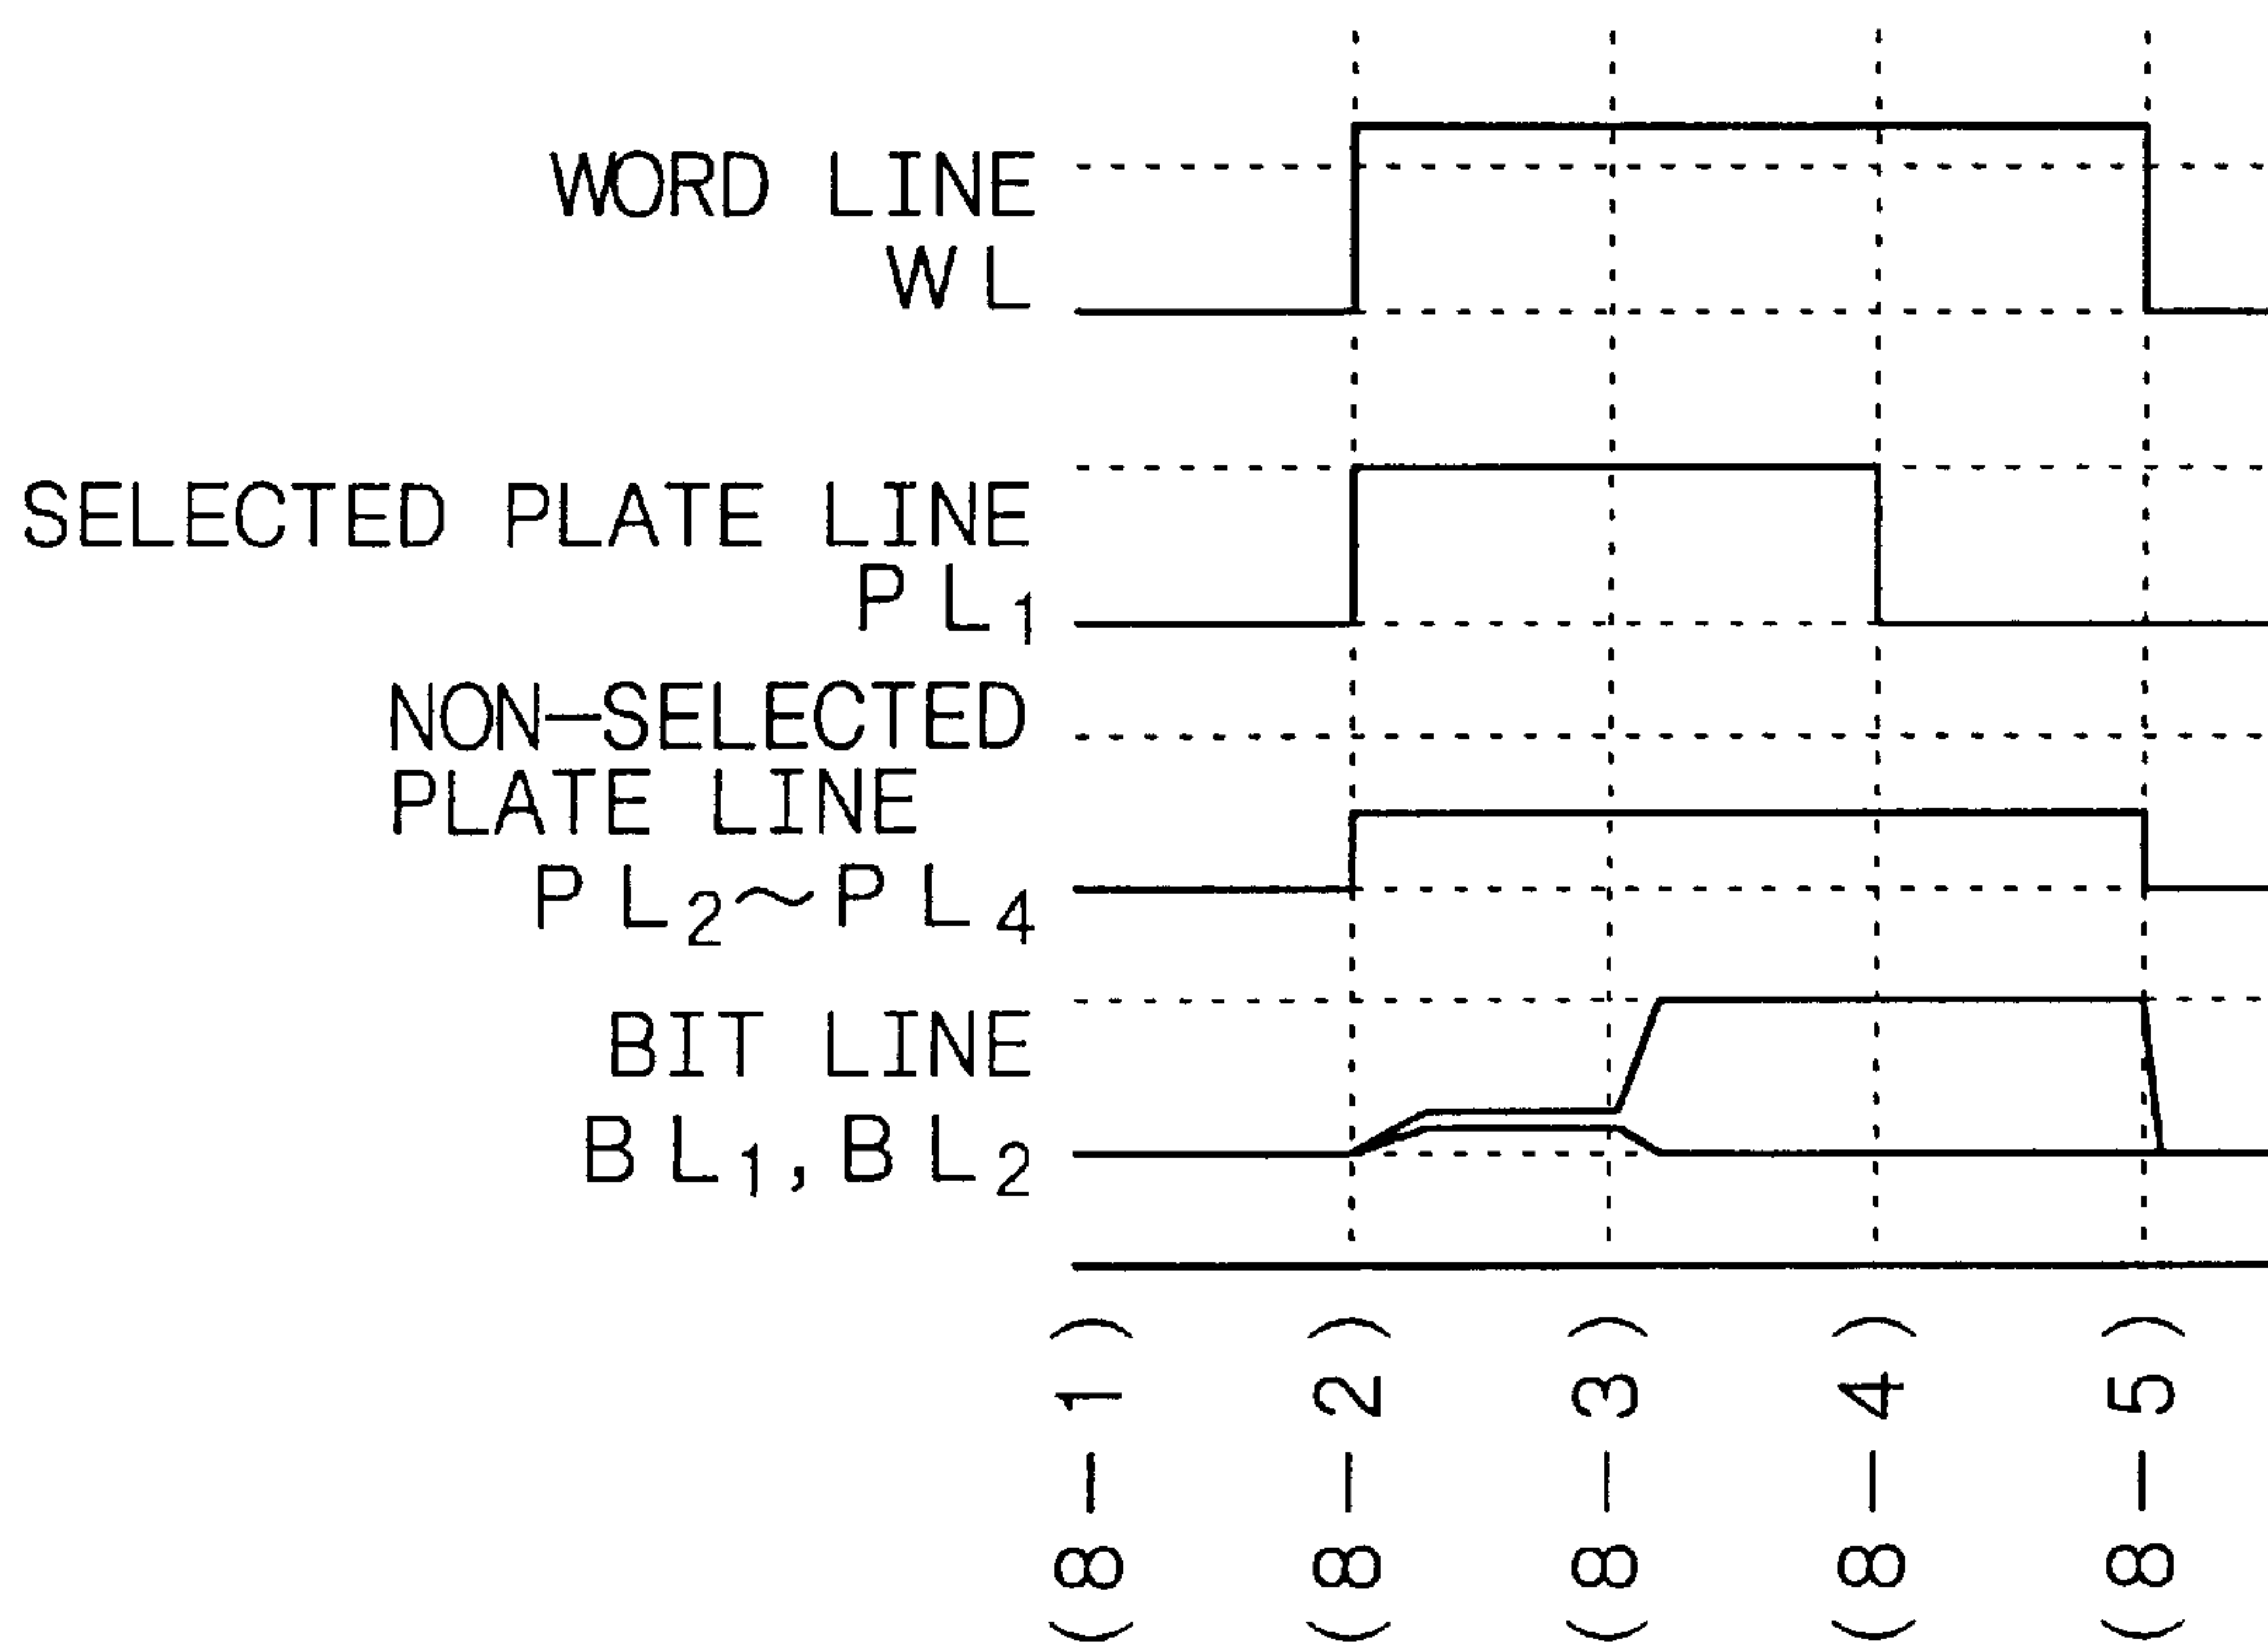 WORD LINE
WL
SELECTED PLATE LINE
PL₁
NON-SELECTED
PLATE LINE
PL₂~PL₄
BIT LINE
BL₁,BL₂
(8-1)
(8-2)
(8-3)
(8-4)
(8-5)